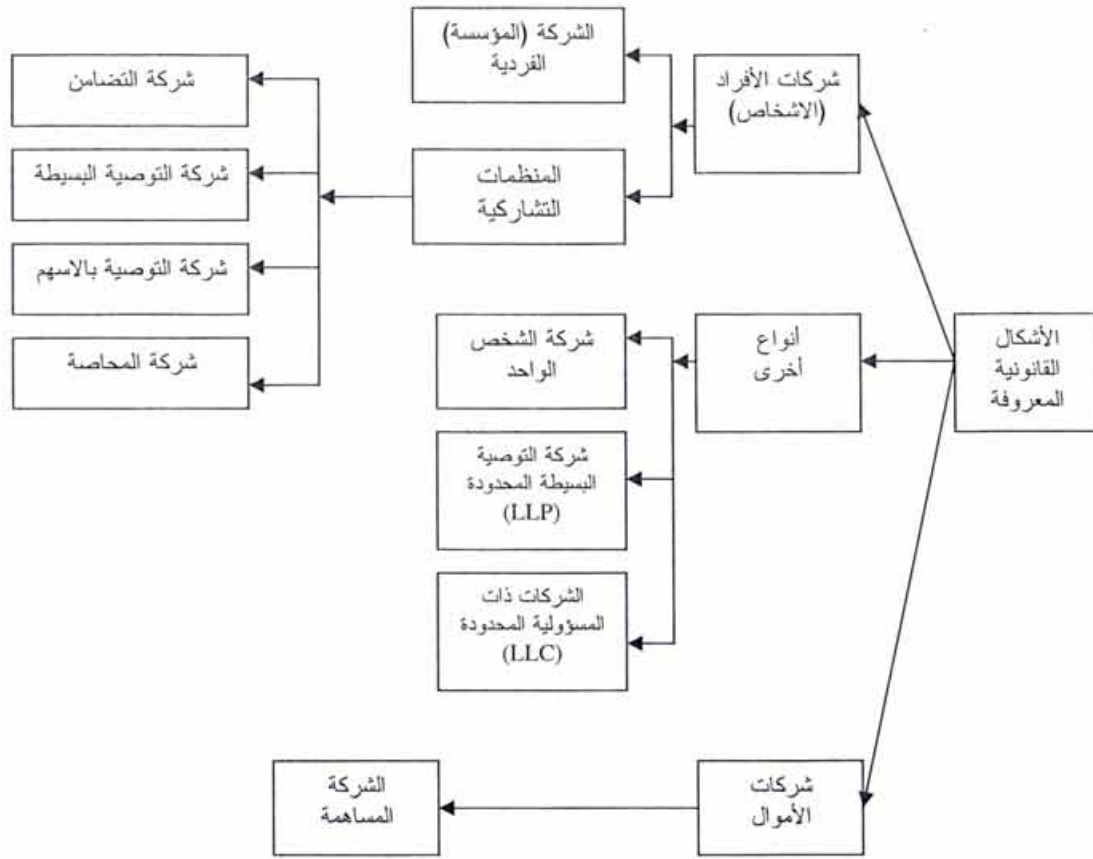 الأشكال
القانونية
المعروفة
شركات الأفراد
(الاشخاص)
الشركة (المؤسسة)
الفردية
المنظمات
التشاركية
شركة التضامن
شركة التوصية البسيطة
شركة التوصية بالاسهم
شركة المحاصة
أنواع
أخرى
شركة الشخص
الواحد
شركة التوصية
البسيطة المحدودة
(LLP)
الشركات ذات
المسؤولية المحدودة
(LLC)
شركات
الأموال
الشركة
المساهمة